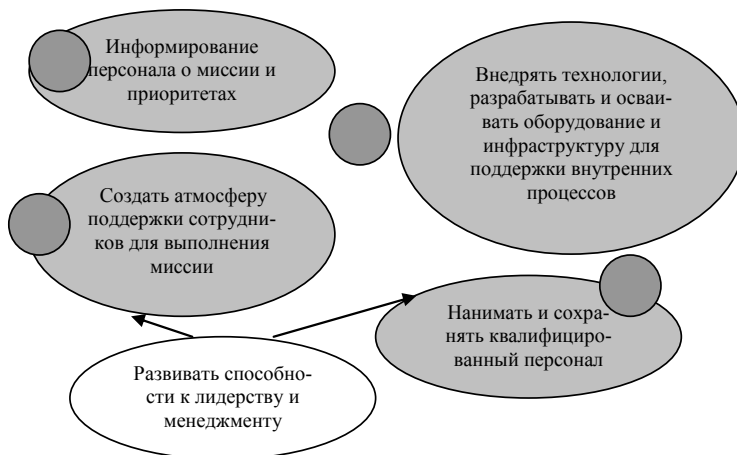 Информирование
персонала о миссии и
приоритетах
Внедрять технологии,
разрабатывать и осваи-
вать оборудование и
инфраструктуру для
поддержки внутренних
процессов
Создать атмосферу
поддержки сотрудни-
ков для выполнения
миссии
Нанимать и сохра-
нять квалифициро-
ванный персонал
Развивать способно-
сти к лидерству и
менеджменту